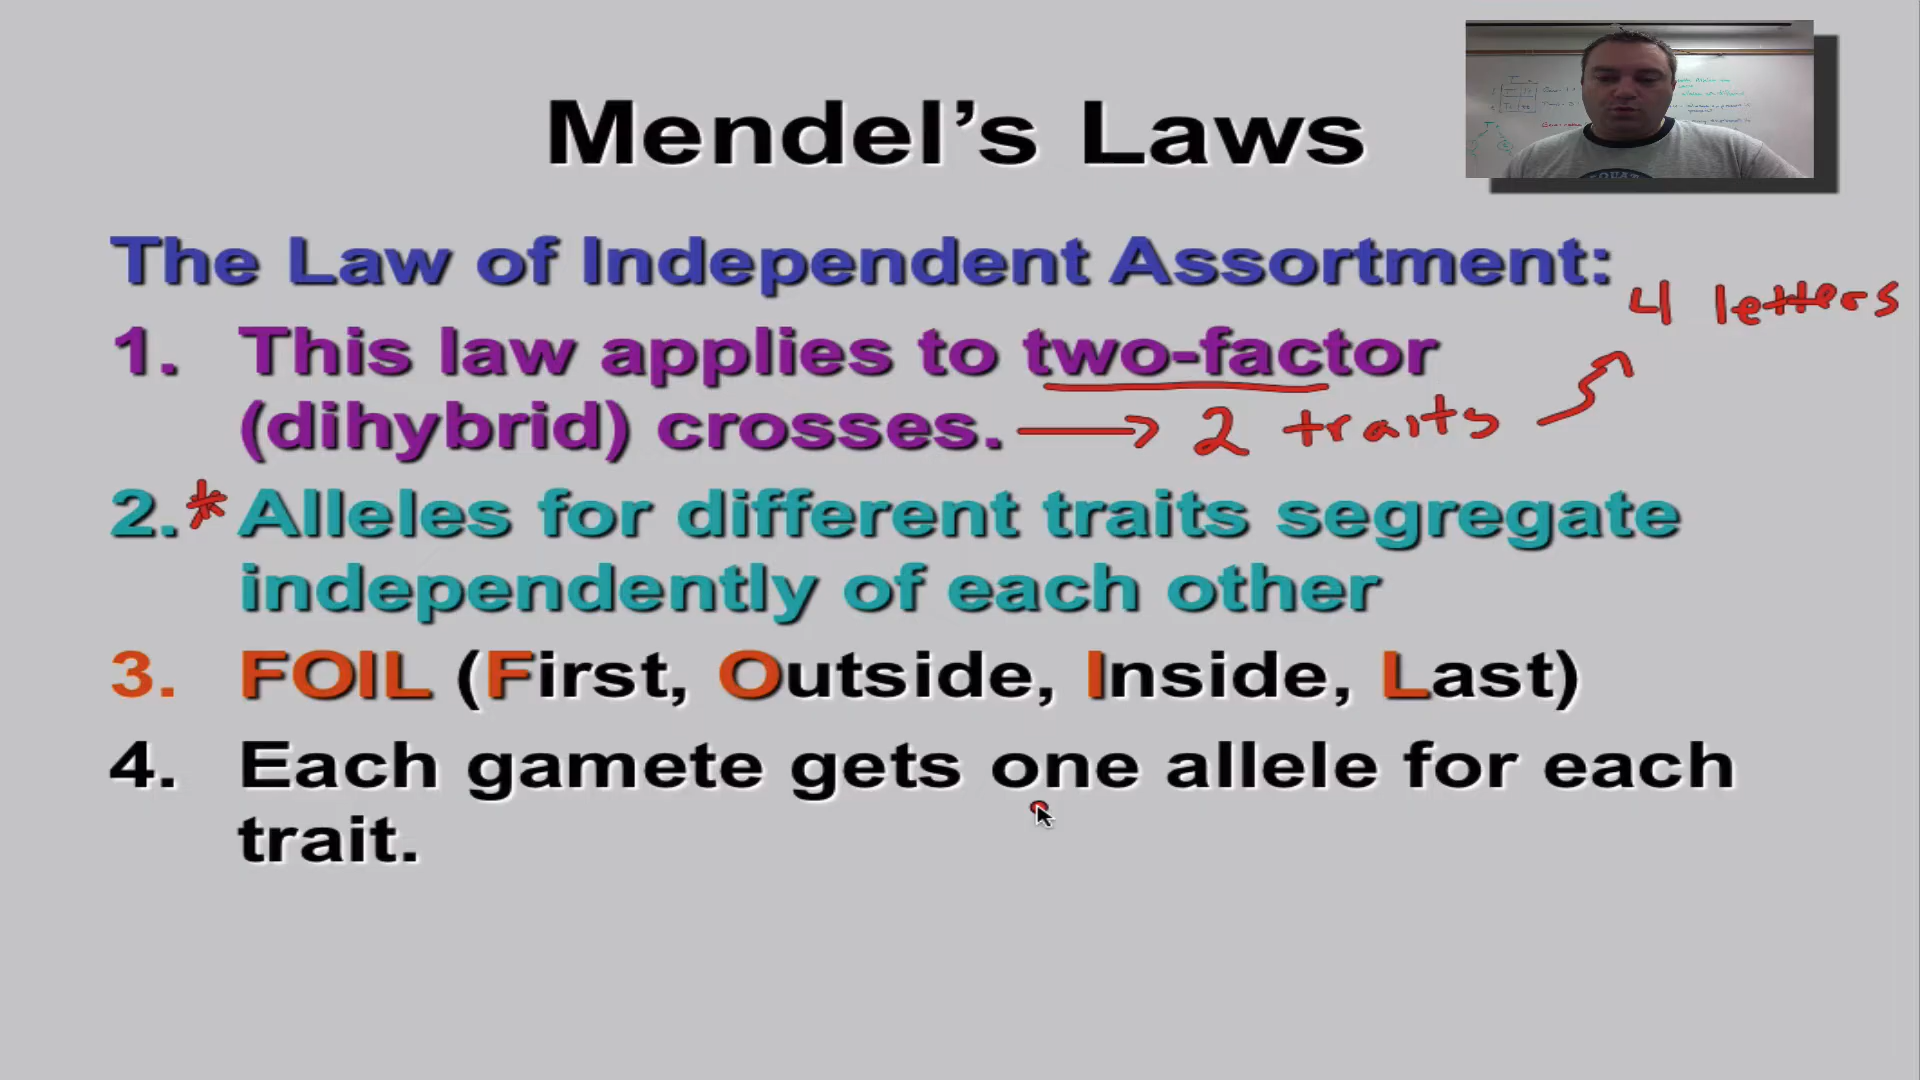 Mendel's Laws
The Law of Independent Assortment:
4 letters
1. This law applies to two-factor
(dihybrid) crosses. → 2 traits
2. * Alleles for different traits segregate
independently of each other
3. FOIL (First, Outside, Inside, Last)
4. Each gamete gets one allele for each
trait.